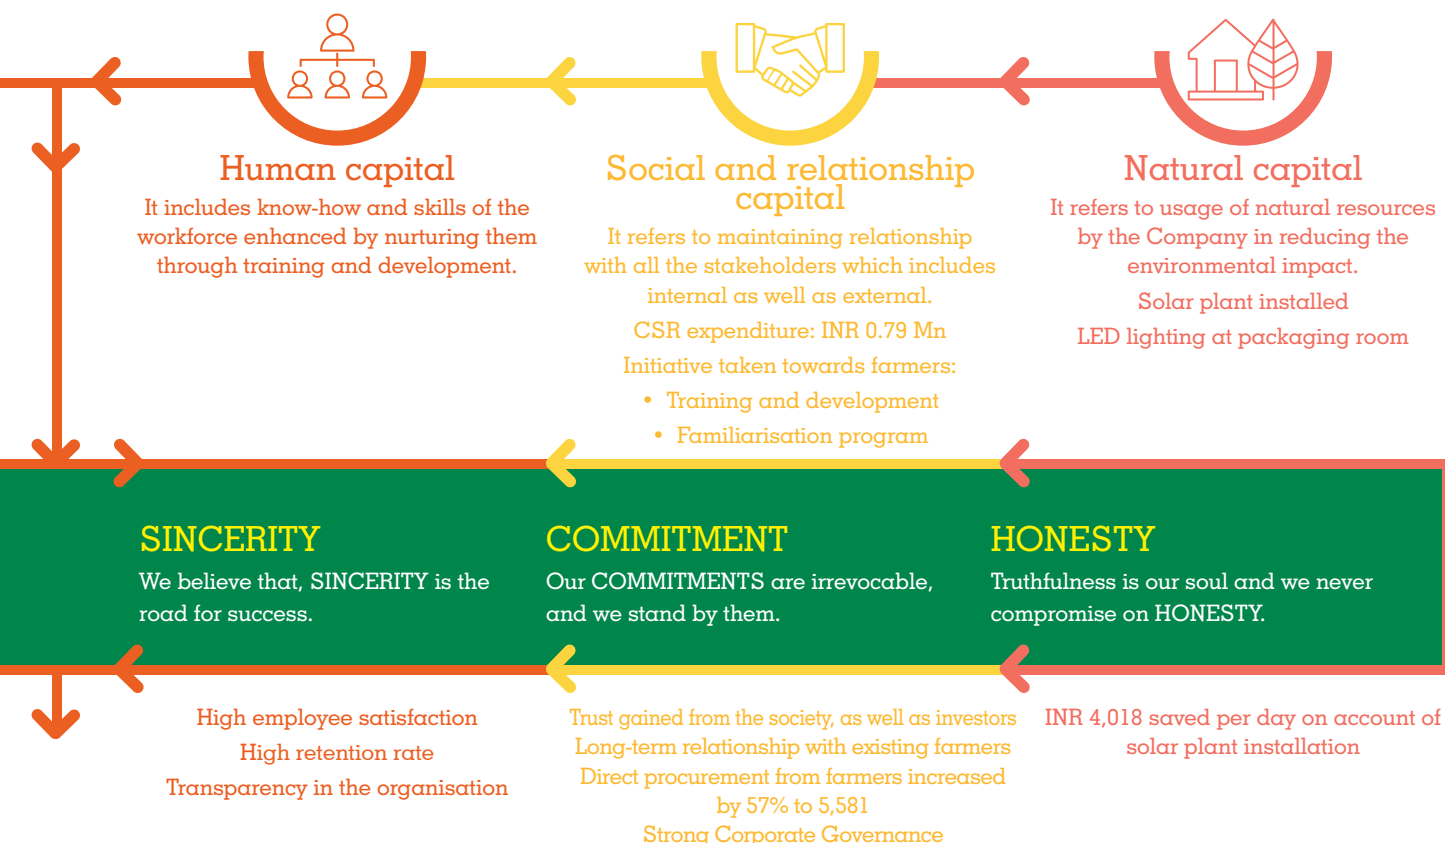 Human capital
It includes know-how and skills of the
workforce enhanced by nurturing them
through training and development.
Social and relationship
capital
It refers to maintaining relationship
with all the stakeholders which includes
internal as well as external.
CSR expenditure: INR 0.79 Mn
Initiative taken towards farmers:
• Training and development
• Familiarisation program
Natural capital
It refers to usage of natural resources
by the Company in reducing the
environmental impact.
Solar plant installed
LED lighting at packaging room
SINCERITY
We believe that, SINCERITY is the
road for success.
COMMITMENT
Our COMMITMENTS are irrevocable,
and we stand by them.
HONESTY
Truthfulness is our soul and we never
compromise on HONESTY.
High employee satisfaction
High retention rate
Transparency in the organisation
Trust gained from the society, as well as investors
Long-term relationship with existing farmers
Direct procurement from farmers increased
by 57% to 5,581
Strong Corporate Governance
INR 4,018 saved per day on account of
solar plant installation